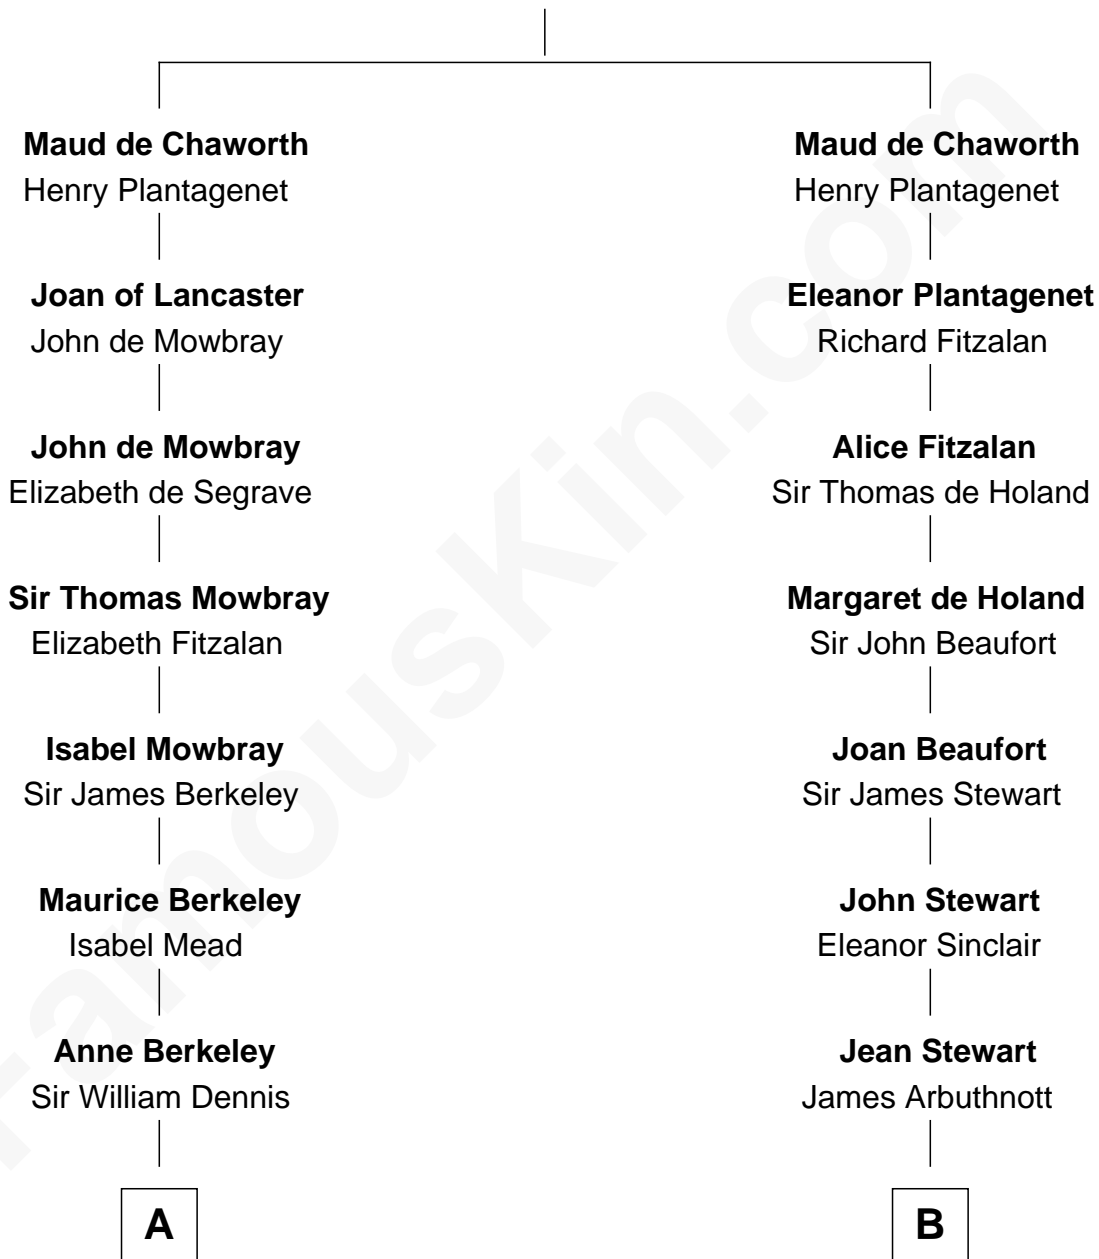 Maud de Chaworth
Henry Plantagenet
Joan of Lancaster
John de Mowbray
John de Mowbray
Elizabeth de Segrave
Sir Thomas Mowbray
Elizabeth Fitzalan
Isabel Mowbray
Sir James Berkeley
Maurice Berkeley
Isabel Mead
Anne Berkeley
Sir William Dennis
A
Maud de Chaworth
Henry Plantagenet
Eleanor Plantagenet
Richard Fitzalan
Alice Fitzalan
Sir Thomas de Holand
Margaret de Holand
Sir John Beaufort
Joan Beaufort
Sir James Stewart
John Stewart
Eleanor Sinclair
Jean Stewart
James Arbuthnott
B
FamousKin.com